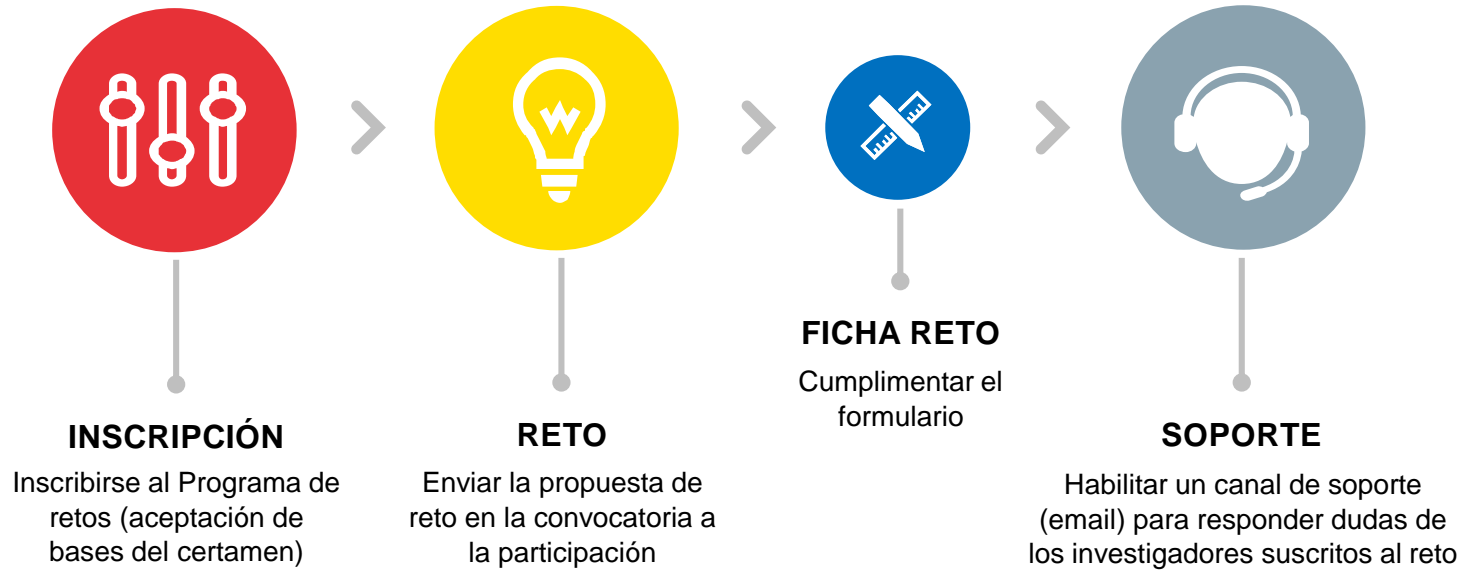 INSCRIPCIÓN
Inscribirse al Programa de
retos (aceptación de
bases del certamen)
RETO
Enviar la propuesta de
reto en la convocatoria a
la participación
FICHA RETO
Cumplimentar el
formulario
SOPORTE
Habilitar un canal de soporte
(email) para responder dudas de
los investigadores suscritos al reto